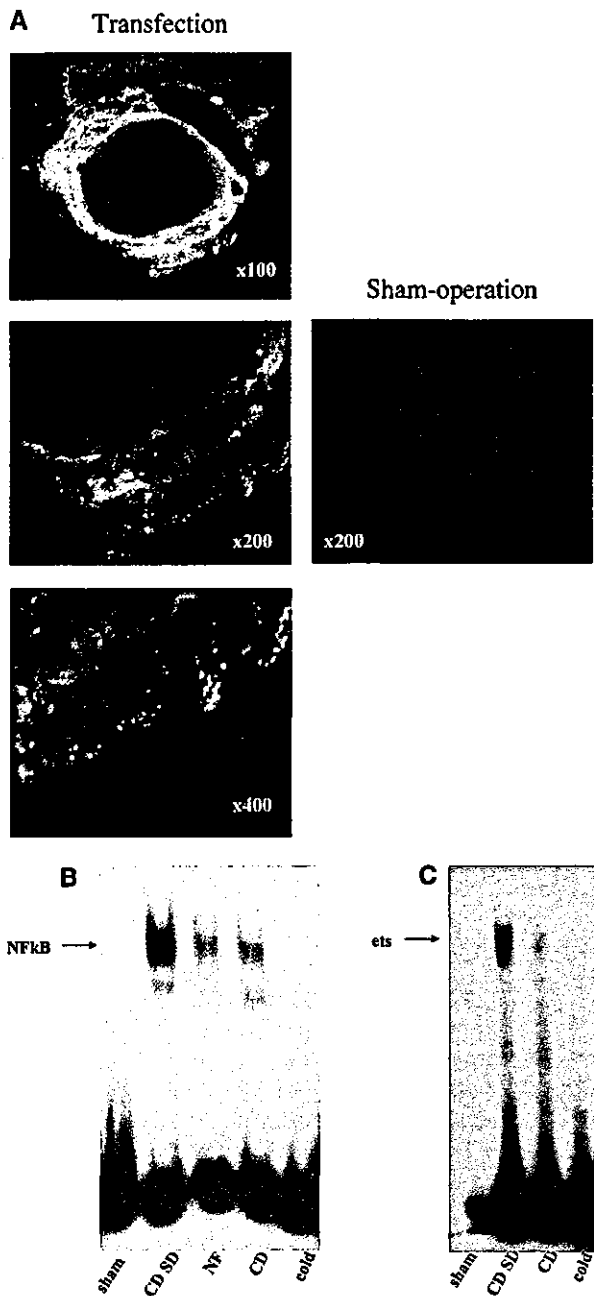 A
Transfection
x100
Sham-operation
x200
x200
x400
B
NFkB
sham
CD SD
NF
CD
cold
C
ets
sham
CD SD
CD
cold